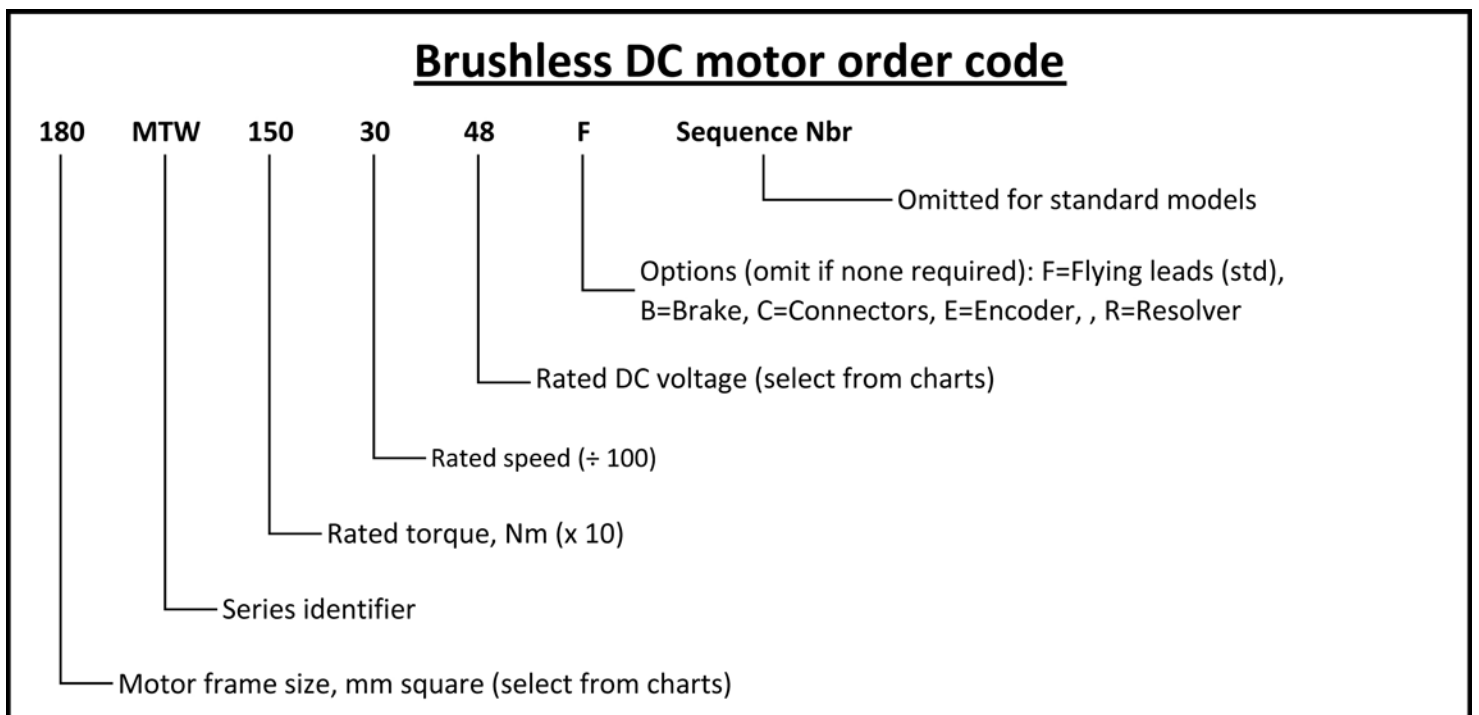 Brushless DC motor order code
180 MTW 150 30 48 F Sequence Nbr
Omitted for standard models
Options (omit if none required): F=Flying leads (std),
B=Brake, C=Connectors, E=Encoder, , R=Resolver
Rated DC voltage (select from charts)
Rated speed (÷ 100)
Rated torque, Nm (x 10)
Series identifier
Motor frame size, mm square (select from charts)